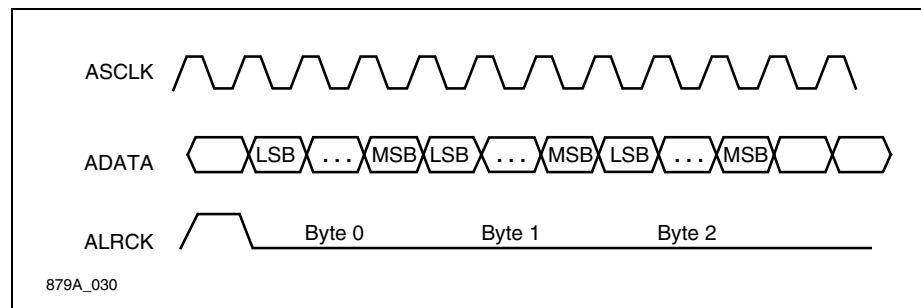 ASCLK
ADATA LSB ... MSB LSB ... MSB LSB ... MSB
ALRCK Byte 0 Byte 1 Byte 2
879A_030